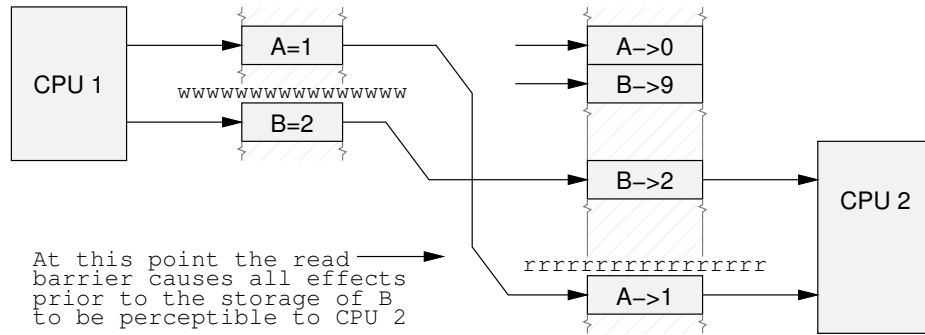 A=1
A->0
CPU 1
B->9
wwwwwwwwwwwwwwww
B=2
B->2
CPU 2
At this point the read
barrier causes all effects
prior to the storage of B
to be perceptible to CPU 2
rrrrrrrrrrrrrrrrr
A->1